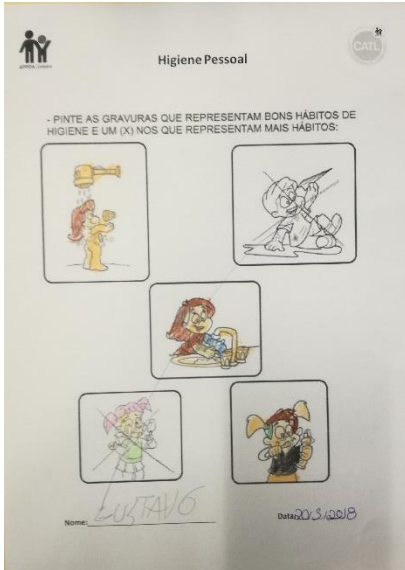 CATL
Higiene Pessoal
- PINTE AS GRAVURAS QUE REPRESENTAM BONS HÁBITOS DE
HIGIENE E UM (X) NOS QUE REPRESENTAM MAIS HÁBITOS:
Nome: GUSTAVO
Data: 20/3/2018